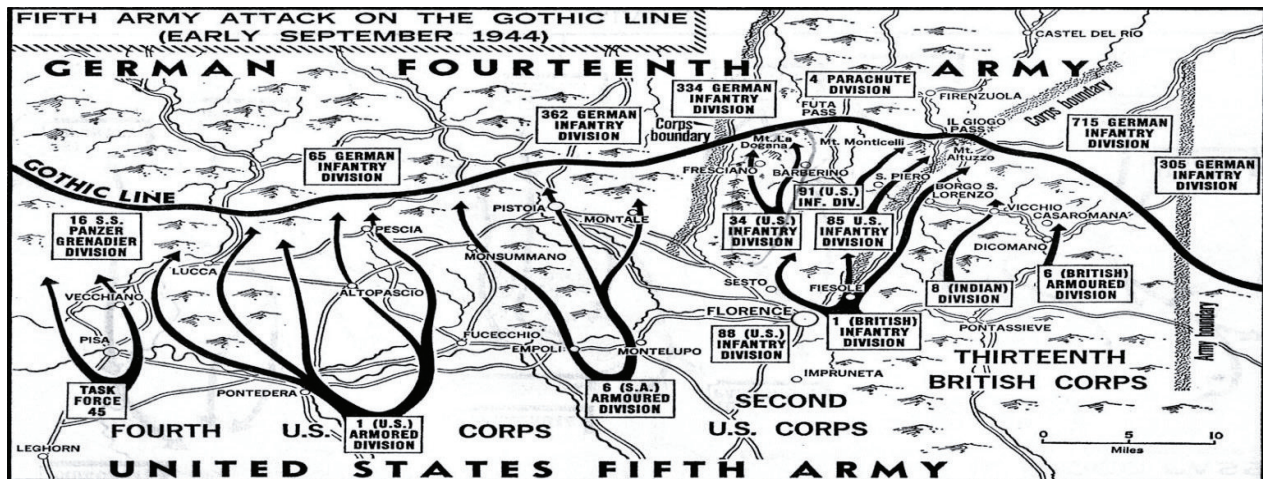 FIFTH ARMY ATTACK ON THE GOTHIC LINE
(EARLY SEPTEMBER 1944)
CASTEL DEL RIO
GERMAN FOURTEENTH ARMY
334 GERMAN
INFANTRY
DIVISION
4 PARACHUTE
DIVISION
FUTA
PASS
FIRENZUOLA
IL GIOGO
PASS
Corps boundary
362 GERMAN
INFANTRY
DIVISION
Corps
boundary
715 GERMAN
INFANTRY
DIVISION
65 GERMAN
INFANTRY
DIVISION
305 GERMAN
INFANTRY
DIVISION
Mt. La
Dogana
Mt. Monticelli
Mt.
Altuzzo
FRESCIANO
BARBERINO
S. PIERO
BORGO S.
LORENZO
GOTHIC LINE
16 S.S.
PANZER
GRENADIER
DIVISION
91 (U.S.)
INF. DIV.
34 (U.S.)
INFANTRY
DIVISION
85 U.S.
INFANTRY
DIVISION
VICCHIO
CASAROMANA
DICOMANO
PISTOIA
MONTALE
PESCIA
MONSUMMANO
LUCCA
SESTO
FIESOLE
8 (INDIAN)
DIVISION
6 (BRITISH)
ARMOURED
DIVISION
VECCHIANO
ALTOPASCIO
FLORENCE
PISA
FUCECCHIO
EMPOLI
MONTELUPO
88 (U.S.)
INFANTRY
DIVISION
1 (BRITISH)
INFANTRY
DIVISION
PONTASSIEVE
Army boundary
IMPRUNETA
THIRTEENTH
BRITISH CORPS
TASK
FORCE
45
PONTEDERA
6 (S.A.)
ARMOURED
DIVISION
1 (U.S.)
ARMORED
DIVISION
SECOND
U.S. CORPS
FOURTH U.S. CORPS
LEGHORN
0 5 10
Miles
UNITED STATES FIFTH ARMY